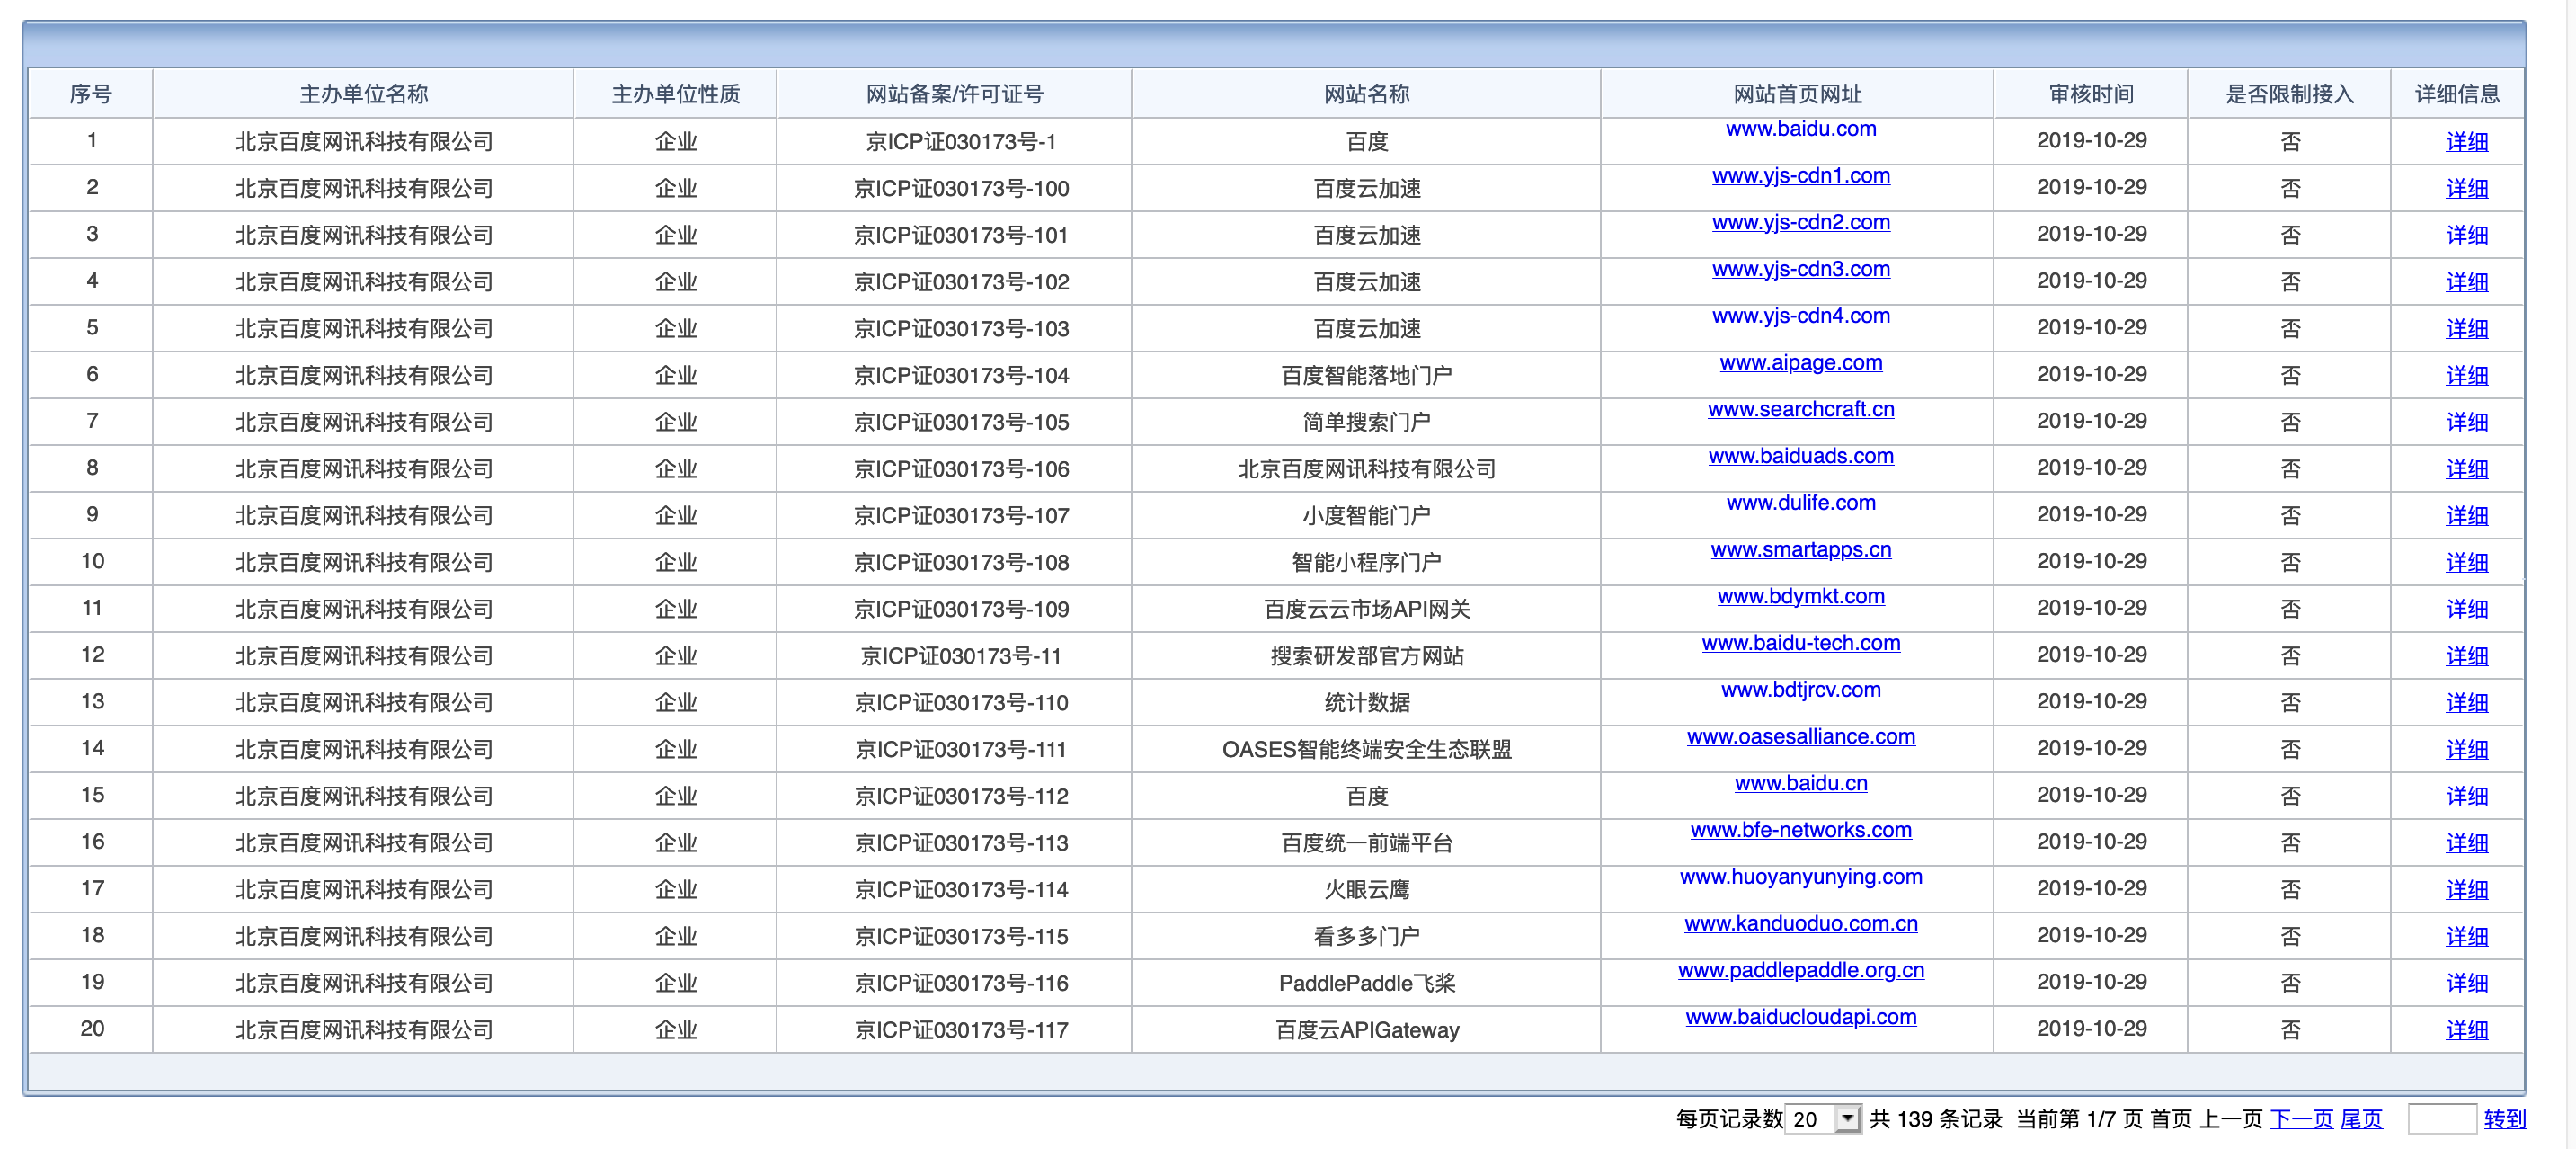 序号 主办单位名称 主办单位性质 网站备案/许可证号 网站名称 网站首页网址 审核时间 是否限制接入 详细信息
1 北京百度网讯科技有限公司 企业 京ICP证030173号-1 百度 www.baidu.com 2019-10-29 否 详细
2 北京百度网讯科技有限公司 企业 京ICP证030173号-100 百度云加速 www.yjs-cdn1.com 2019-10-29 否 详细
3 北京百度网讯科技有限公司 企业 京ICP证030173号-101 百度云加速 www.yjs-cdn2.com 2019-10-29 否 详细
4 北京百度网讯科技有限公司 企业 京ICP证030173号-102 百度云加速 www.yjs-cdn3.com 2019-10-29 否 详细
5 北京百度网讯科技有限公司 企业 京ICP证030173号-103 百度云加速 www.yjs-cdn4.com 2019-10-29 否 详细
6 北京百度网讯科技有限公司 企业 京ICP证030173号-104 百度智能落地门户 www.aipage.com 2019-10-29 否 详细
7 北京百度网讯科技有限公司 企业 京ICP证030173号-105 简单搜索门户 www.searchcraft.cn 2019-10-29 否 详细
8 北京百度网讯科技有限公司 企业 京ICP证030173号-106 北京百度网讯科技有限公司 www.baiduads.com 2019-10-29 否 详细
9 北京百度网讯科技有限公司 企业 京ICP证030173号-107 小度智能门户 www.dulife.com 2019-10-29 否 详细
10 北京百度网讯科技有限公司 企业 京ICP证030173号-108 智能小程序门户 www.smartapps.cn 2019-10-29 否 详细
11 北京百度网讯科技有限公司 企业 京ICP证030173号-109 百度云云市场API网关 www.bdymkt.com 2019-10-29 否 详细
12 北京百度网讯科技有限公司 企业 京ICP证030173号-11 搜索研发部官方网站 www.baidu-tech.com 2019-10-29 否 详细
13 北京百度网讯科技有限公司 企业 京ICP证030173号-110 统计数据 www.bdtjrcv.com 2019-10-29 否 详细
14 北京百度网讯科技有限公司 企业 京ICP证030173号-111 OASES智能终端安全生态联盟 www.oasesalliance.com 2019-10-29 否 详细
15 北京百度网讯科技有限公司 企业 京ICP证030173号-112 百度 www.baidu.cn 2019-10-29 否 详细
16 北京百度网讯科技有限公司 企业 京ICP证030173号-113 百度统一前端平台 www.bfe-networks.com 2019-10-29 否 详细
17 北京百度网讯科技有限公司 企业 京ICP证030173号-114 火眼云鹰 www.huoyanyunying.com 2019-10-29 否 详细
18 北京百度网讯科技有限公司 企业 京ICP证030173号-115 看多多门户 www.kanduoduo.com.cn 2019-10-29 否 详细
19 北京百度网讯科技有限公司 企业 京ICP证030173号-116 PaddlePaddle飞桨 www.paddlepaddle.org.cn 2019-10-29 否 详细
20 北京百度网讯科技有限公司 企业 京ICP证030173号-117 百度云APIGateway www.baiducloudapi.com 2019-10-29 否 详细
每页记录数 20 共 139 条记录 当前第 1/7 页 首页 上一页 下一页 尾页 转到